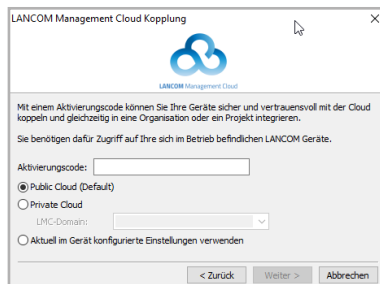 LANCOM Management Cloud Kopplung
LANCOM Management Cloud
Mit einem Aktivierungscode können Sie Ihre Geräte sicher und vertrauensvoll mit der Cloud
koppeln und gleichzeitig in eine Organisation oder ein Projekt integrieren.
Sie benötigen dafür Zugriff auf Ihre sich im Betrieb befindlichen LANCOM Geräte.
Aktivierungscode:
Public Cloud (Default)
Private Cloud
LMC-Domain:
Aktuell im Gerät konfigurierte Einstellungen verwenden
< Zurück Weiter > Abbrechen